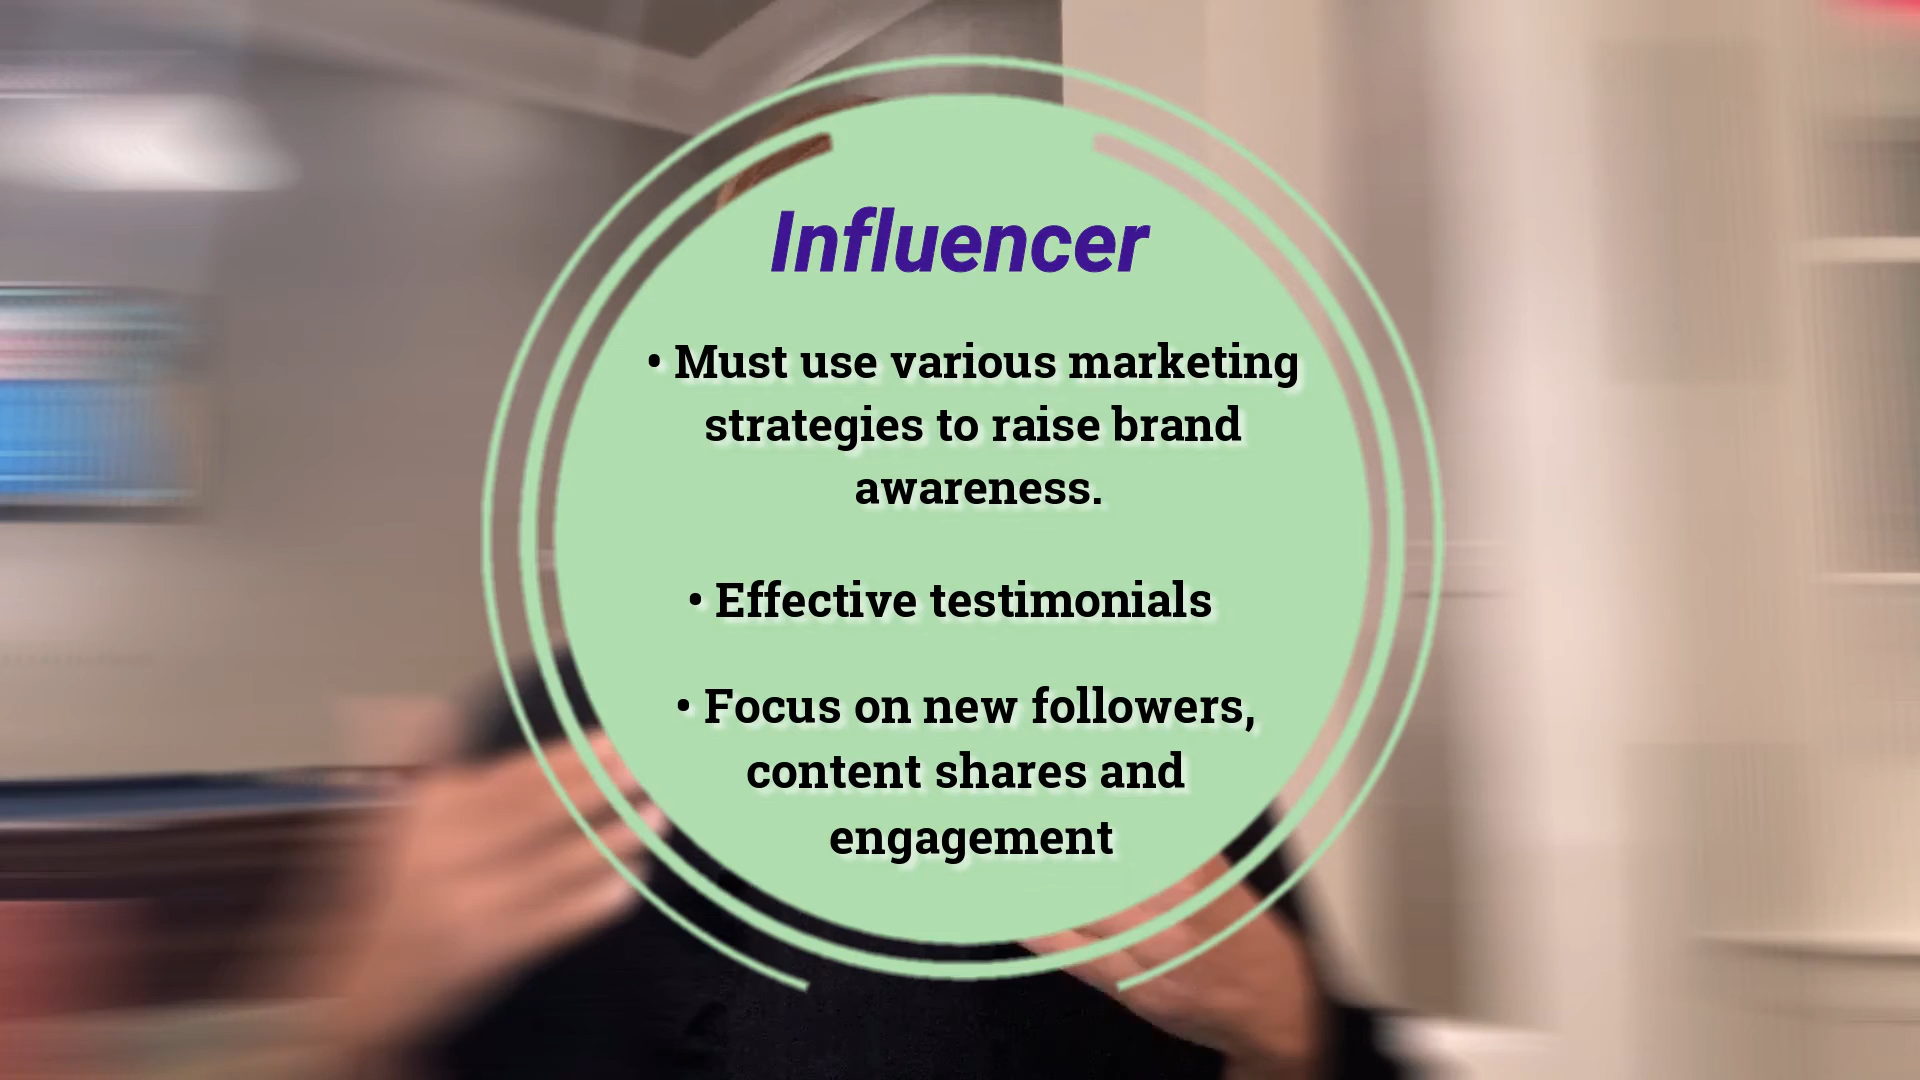 Influencer
• Must use various marketing
strategies to raise brand
awareness.
• Effective testimonials
• Focus on new followers,
content shares and
engagement